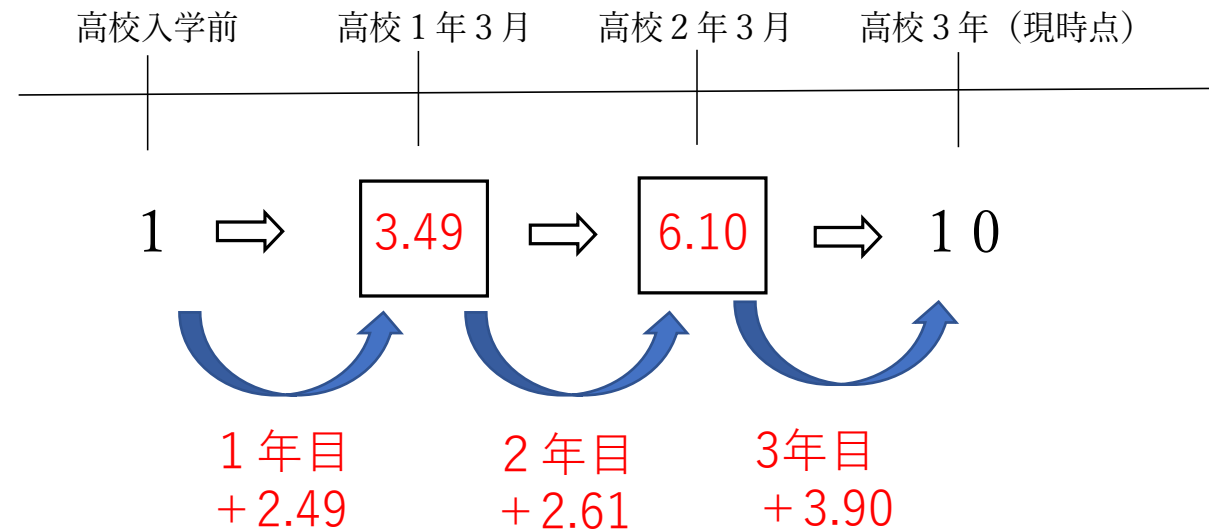 高校入学前 高校1年3月 高校2年3月 高校3年（現時点）
1 ⇨ 3.49 ⇨ 6.10 ⇨ 10
1年目 2年目 3年目
＋2.49 ＋2.61 ＋3.90